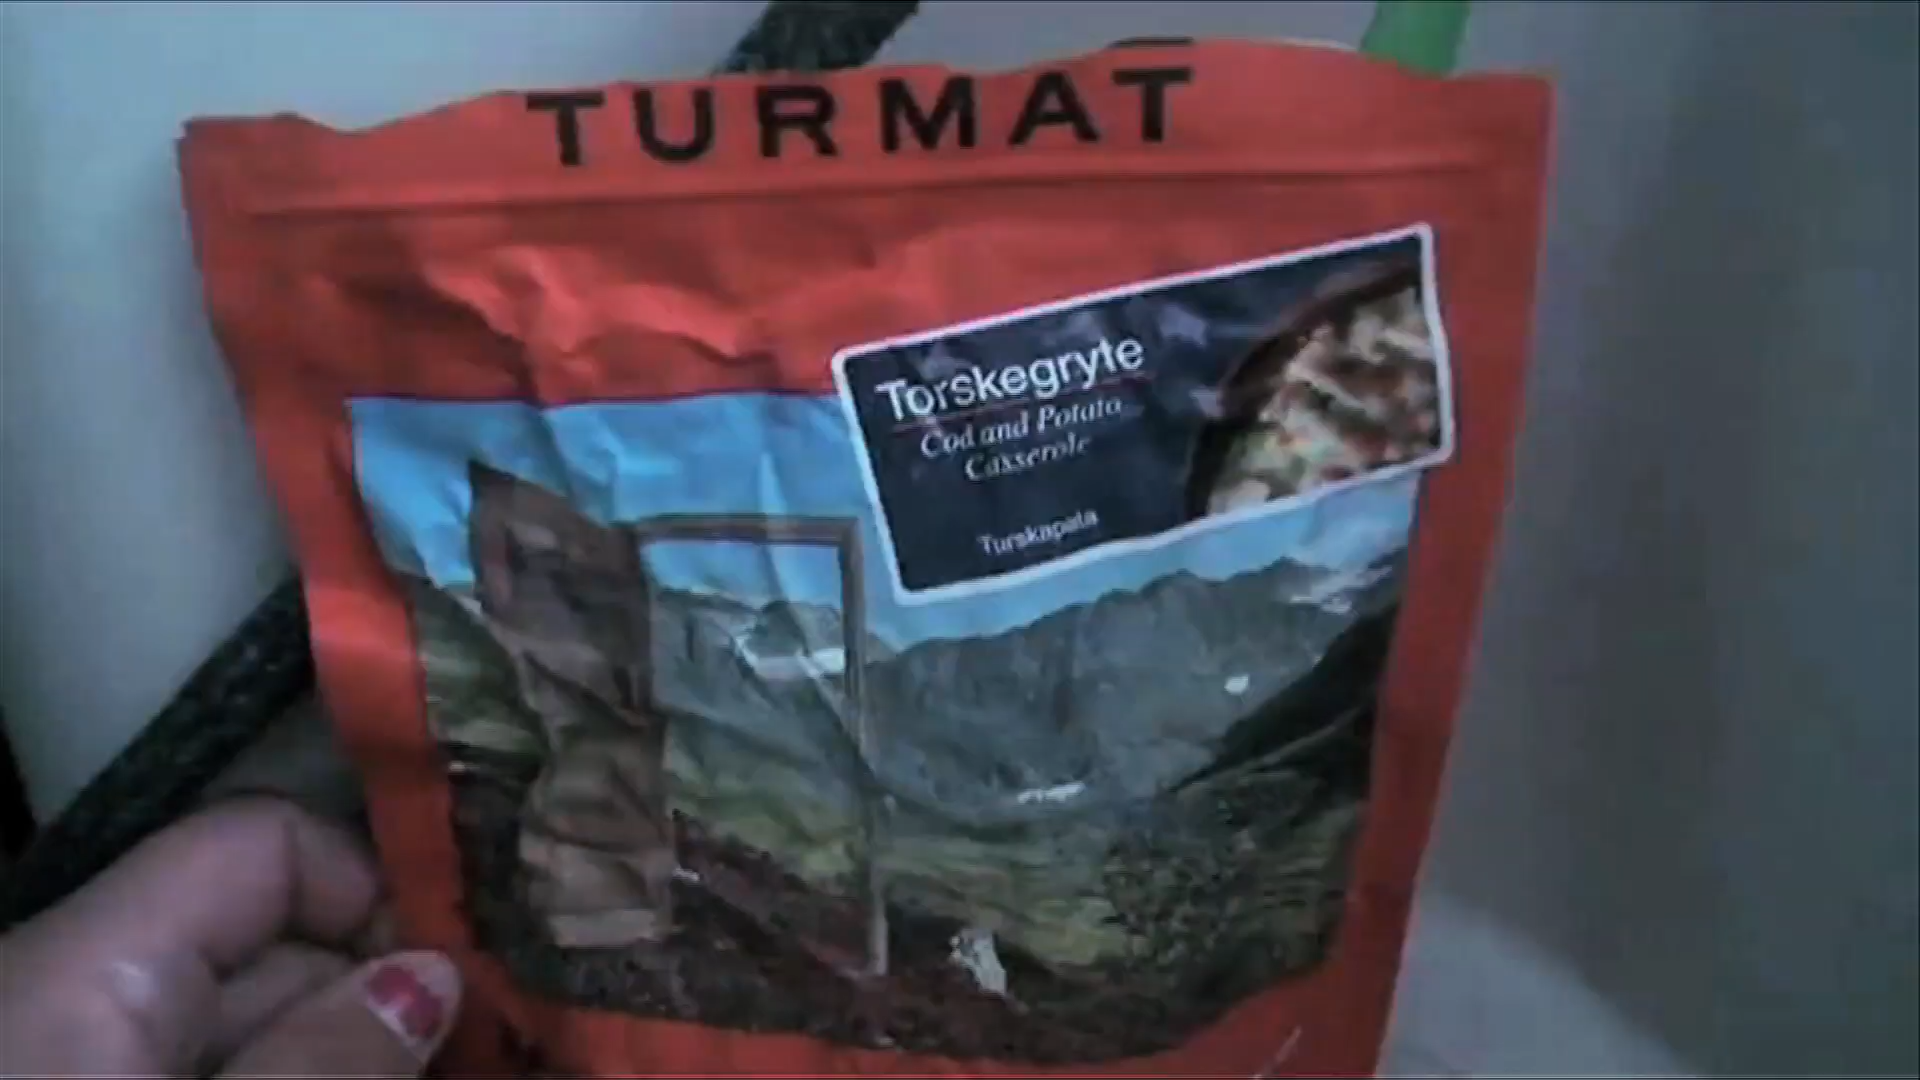 TURMAT
Torskegryte
Cod and Potato
Casserole
Turskapata